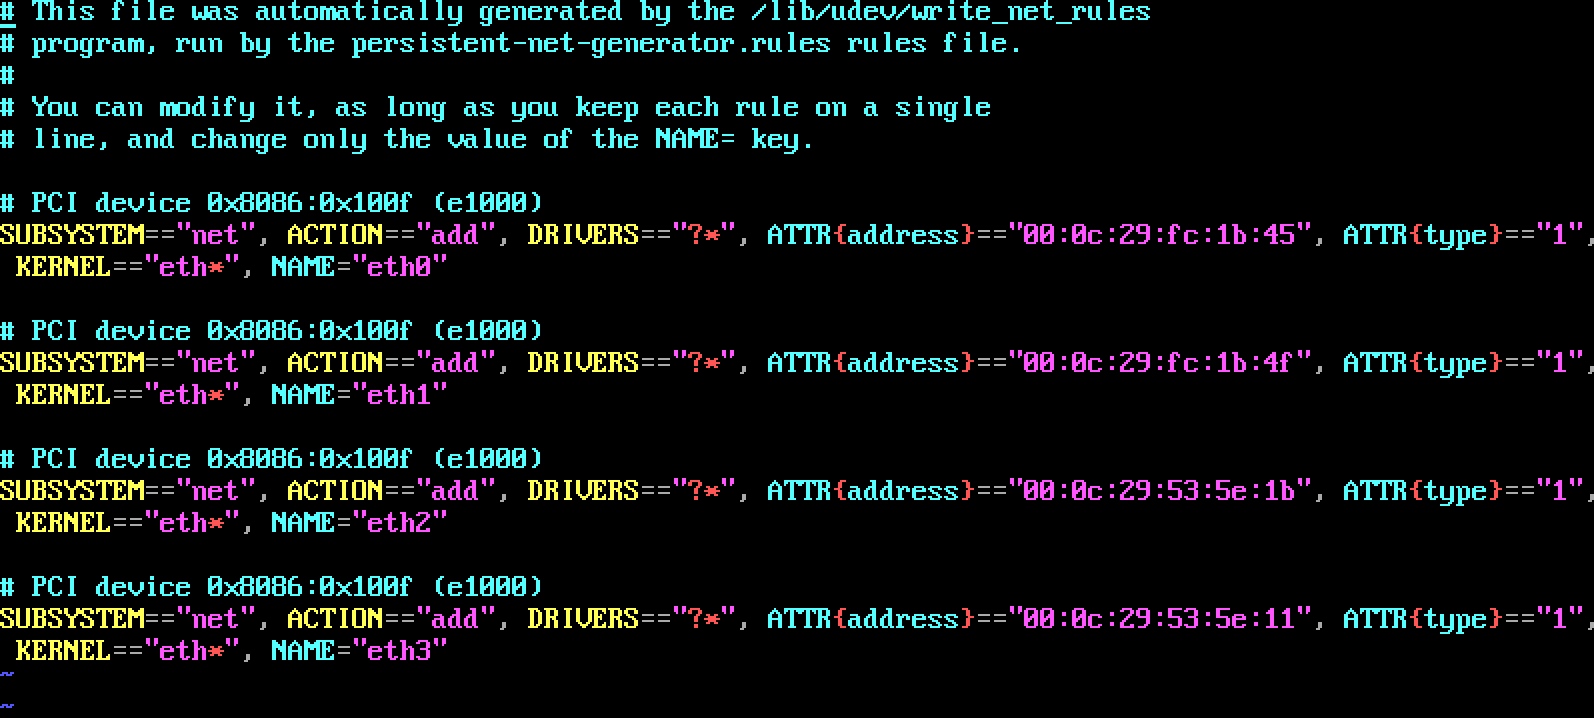 # This file was automatically generated by the /lib/udev/write_net_rules
# program, run by the persistent-net-generator.rules rules file.
#
# You can modify it, as long as you keep each rule on a single
# line, and change only the value of the NAME= key.

# PCI device 0x8086:0x100f (e1000)
SUBSYSTEM=="net", ACTION=="add", DRIVERS=="?*", ATTR{address}=="00:0c:29:fc:1b:45", ATTR{type}=="1",
 KERNEL=="eth*", NAME="eth0"

# PCI device 0x8086:0x100f (e1000)
SUBSYSTEM=="net", ACTION=="add", DRIVERS=="?*", ATTR{address}=="00:0c:29:fc:1b:4f", ATTR{type}=="1",
 KERNEL=="eth*", NAME="eth1"

# PCI device 0x8086:0x100f (e1000)
SUBSYSTEM=="net", ACTION=="add", DRIVERS=="?*", ATTR{address}=="00:0c:29:53:5e:1b", ATTR{type}=="1",
 KERNEL=="eth*", NAME="eth2"

# PCI device 0x8086:0x100f (e1000)
SUBSYSTEM=="net", ACTION=="add", DRIVERS=="?*", ATTR{address}=="00:0c:29:53:5e:11", ATTR{type}=="1",
 KERNEL=="eth*", NAME="eth3"
~
~